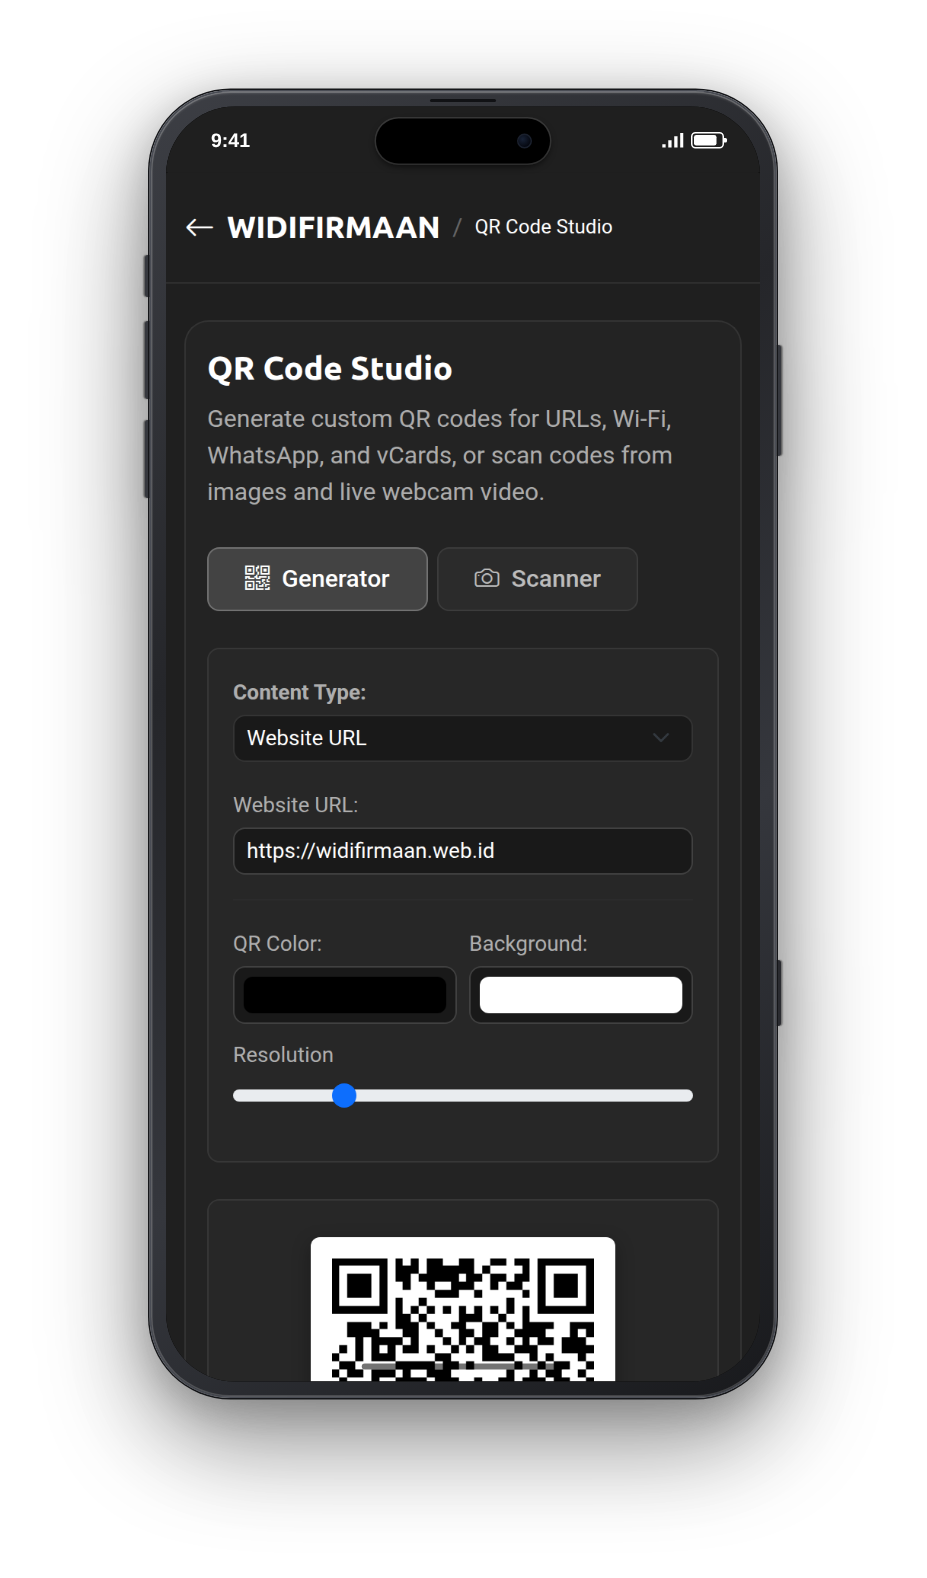 9:41
WIDIFIRMAAN / QR Code Studio
QR Code Studio
Generate custom QR codes for URLs, Wi-Fi,
WhatsApp, and vCards, or scan codes from
images and live webcam video.
Generator Scanner
Content Type:
Website URL
Website URL:
https://widifirmaan.web.id
QR Color: Background:
Resolution